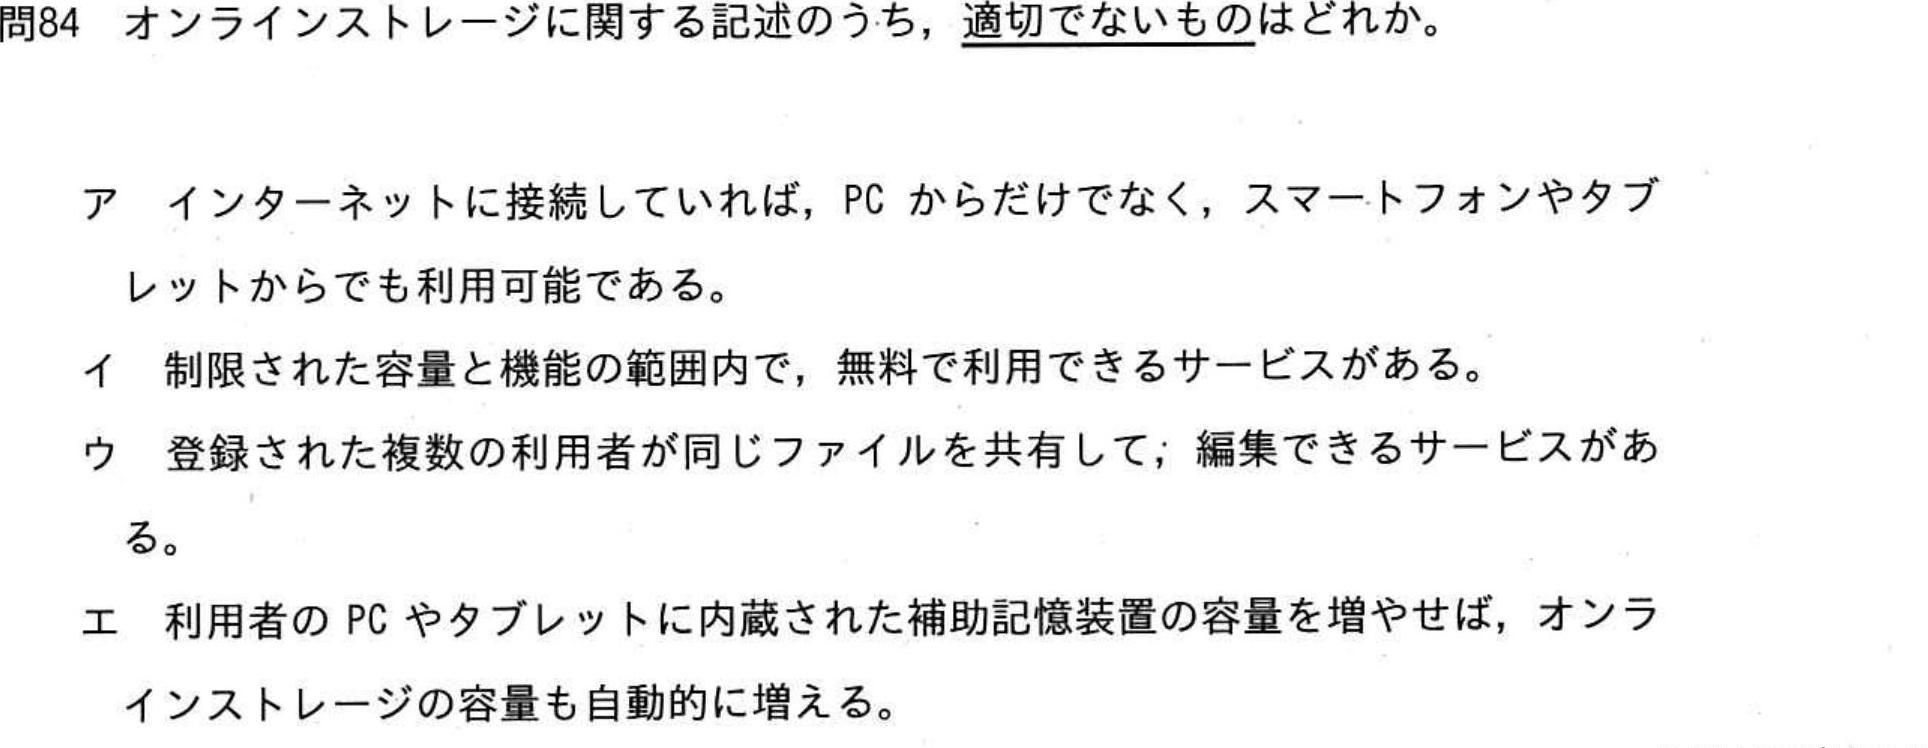 問84　オンラインストレージに関する記述のうち，適切でないものはどれか。
ア　インターネットに接続していれば，PC からだけでなく，スマートフォンやタブ
レットからでも利用可能である。
イ　制限された容量と機能の範囲内で，無料で利用できるサービスがある。
ウ　登録された複数の利用者が同じファイルを共有して，編集できるサービスがあ
る。
エ　利用者の PC やタブレットに内蔵された補助記憶装置の容量を増やせば，オンラ
インストレージの容量も自動的に増える。